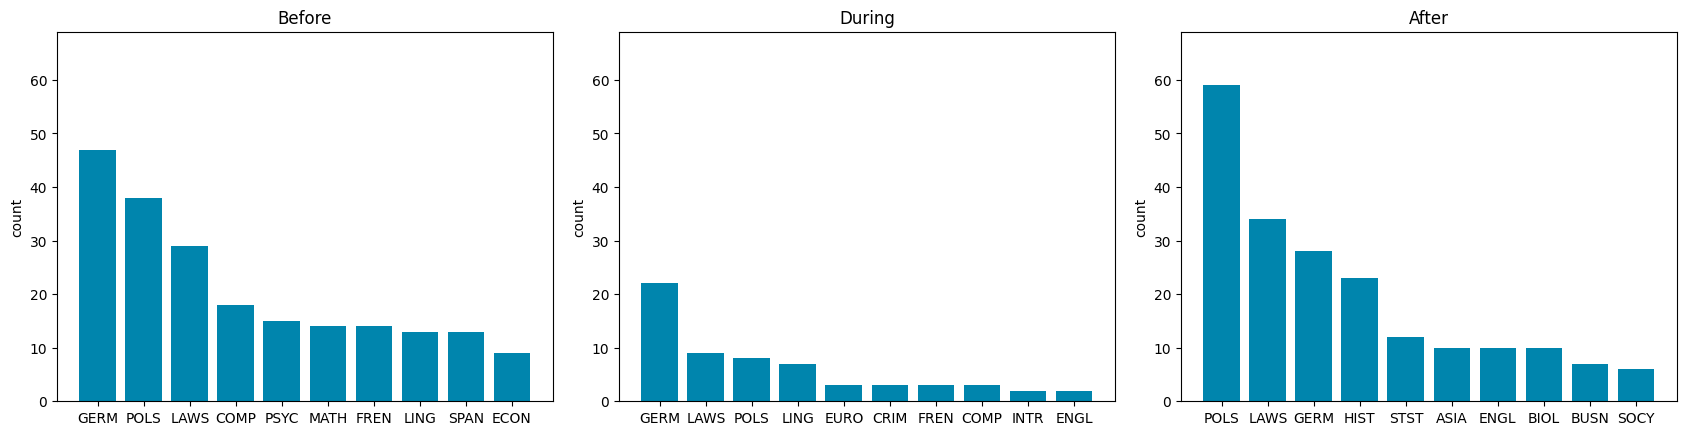 Before
60
50
40
30
20
10
0
count
GERM POLS LAWS COMP PSYC MATH FREN LING SPAN ECON
During
60
50
40
30
20
10
0
count
GERM LAWS POLS LING EURO CRIM FREN COMP INTR ENGL
After
60
50
40
30
20
10
0
count
POLS LAWS GERM HIST STST ASIA ENGL BIOL BUSN SOCY